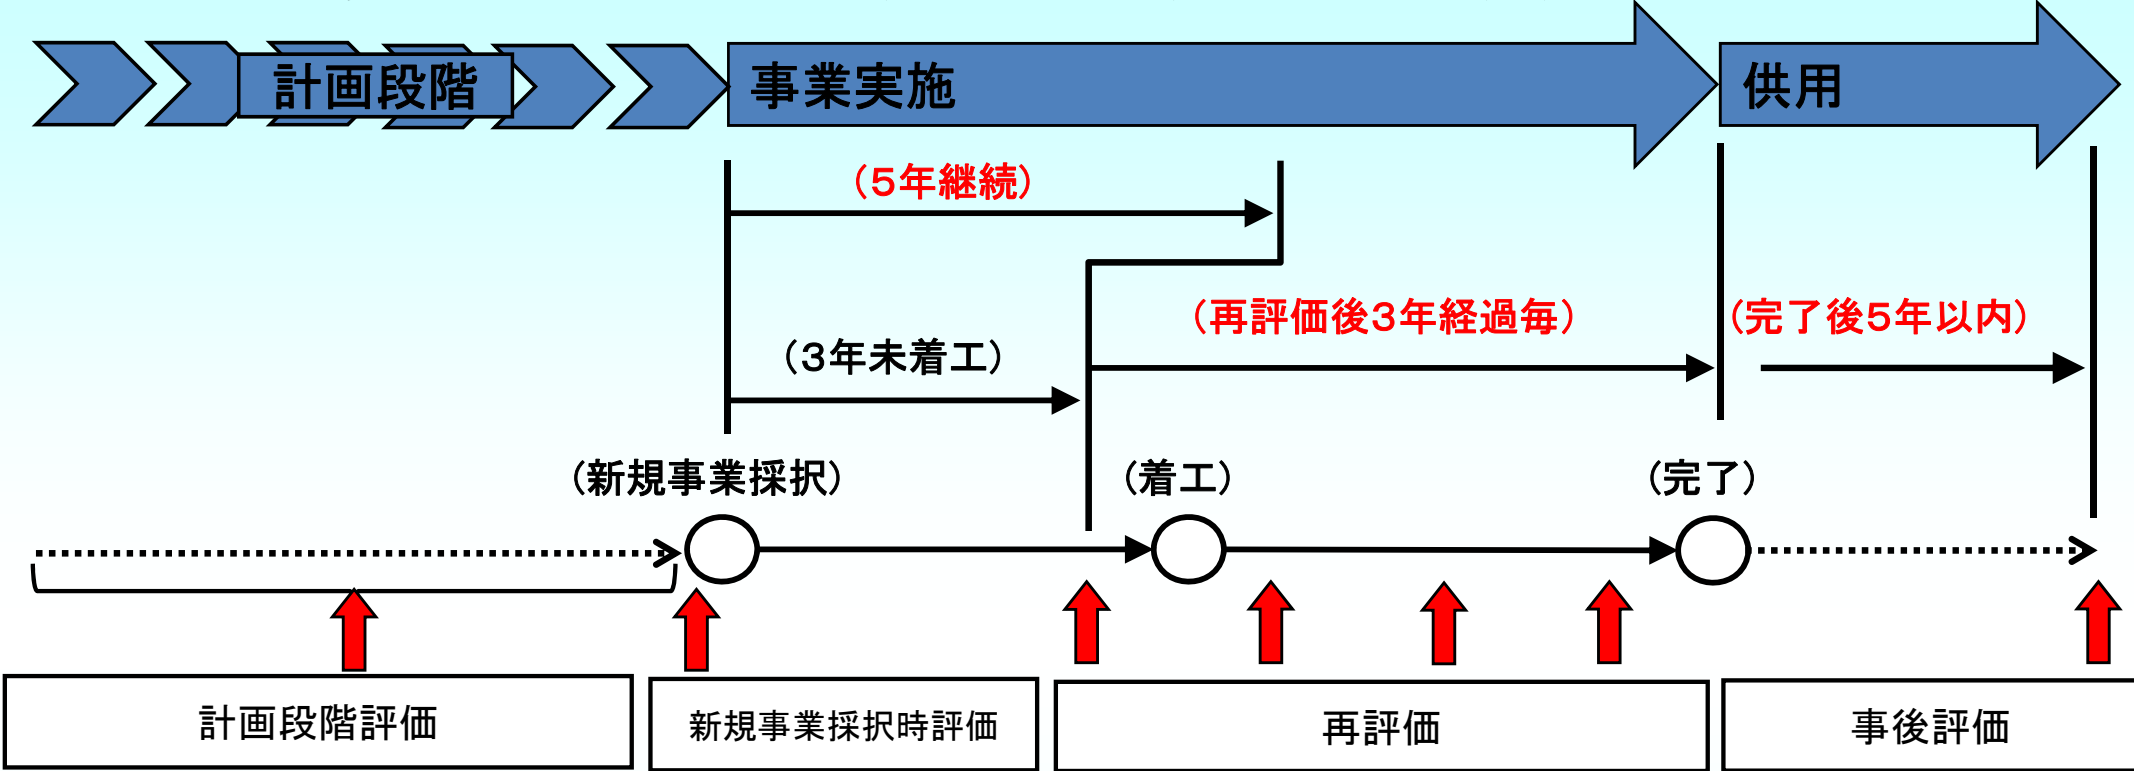 計画段階
事業実施
供用
（5年継続）
（再評価後3年経過毎）
（完了後5年以内）
（3年未着工）
（新規事業採択）
（着工）
（完了）
計画段階評価
新規事業採択時評価
再評価
事後評価